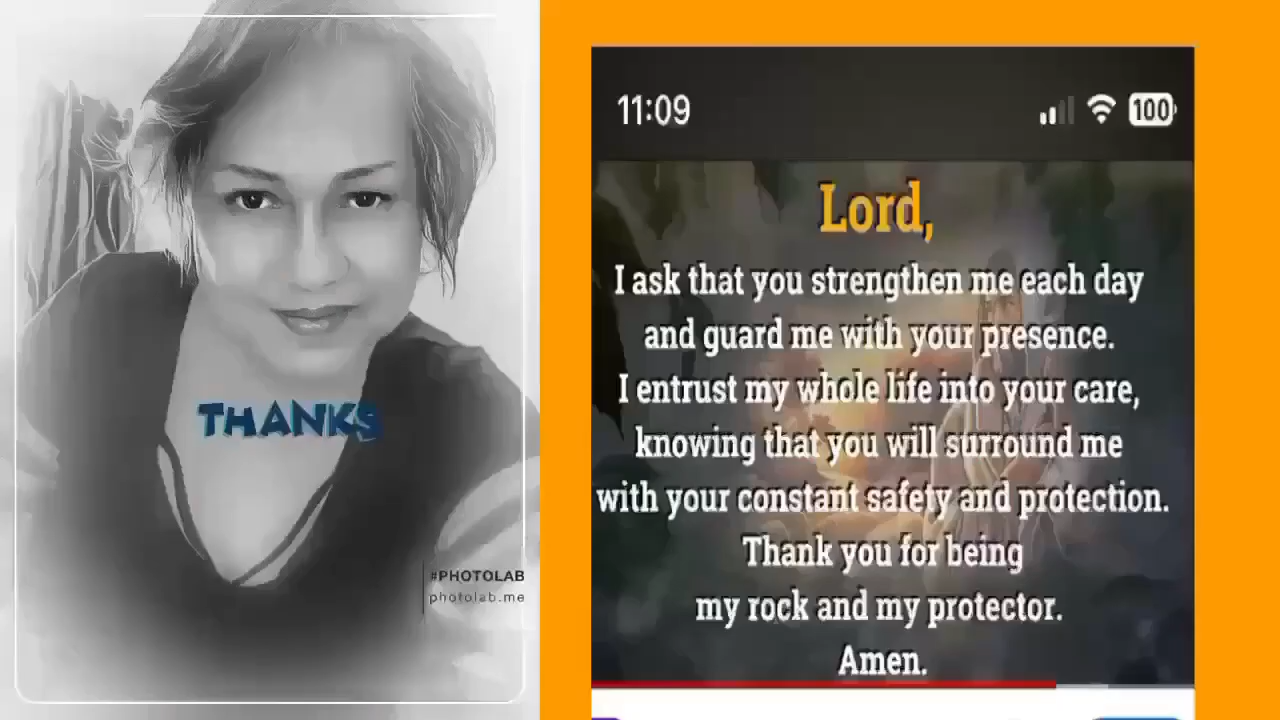 THANKS
#PHOTOLAB
photolab.me
11:09
100
Lord,
I ask that you strengthen me each day
and guard me with your presence.
I entrust my whole life into your care,
knowing that you will surround me
with your constant safety and protection.
Thank you for being
my rock and my protector.
Amen.